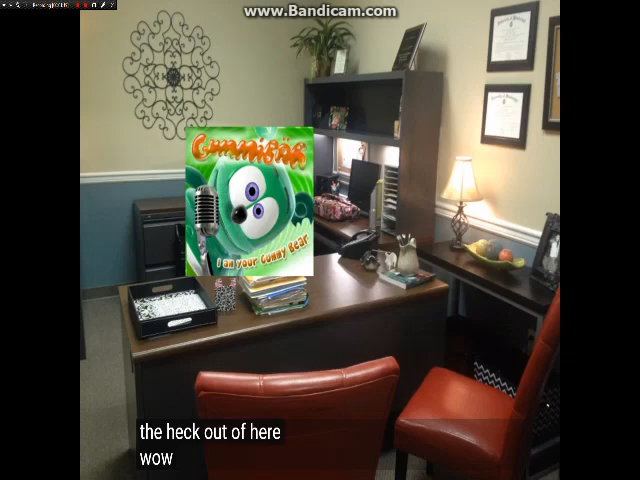 www.Bandicam.com
Gummibär
I am your Gummy Bear
the heck out of here
wow